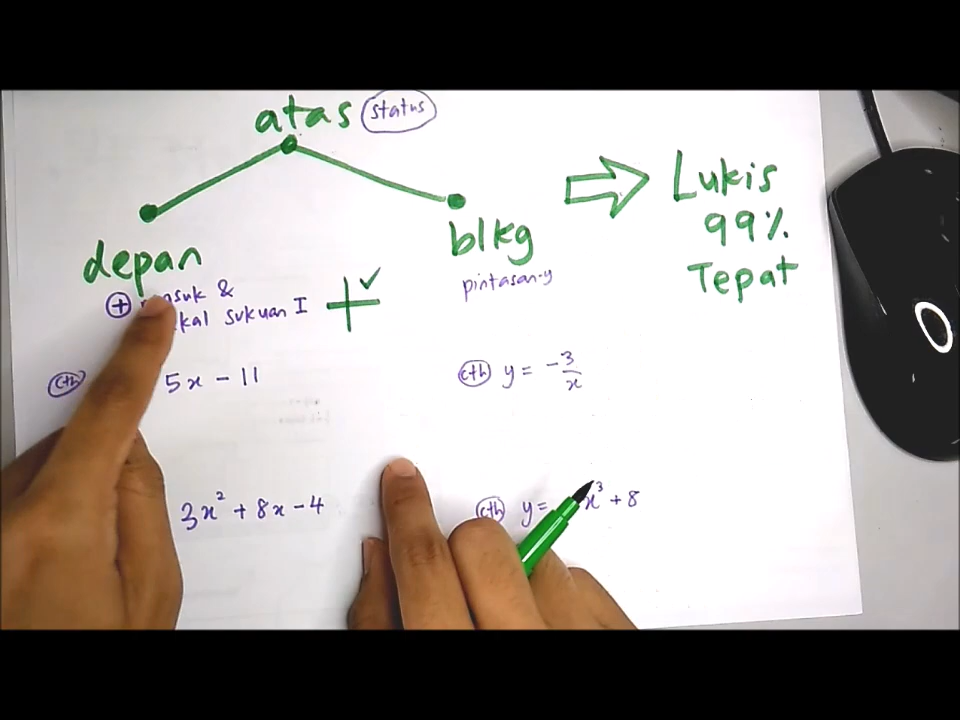 atas status
depan
blkg
pintasan-y
Lukis
99%
Tepat
+ &
sukuan I
cth 5x - 11
cth y = -3/x
3x² + 8x - 4
cth y = x³ + 8